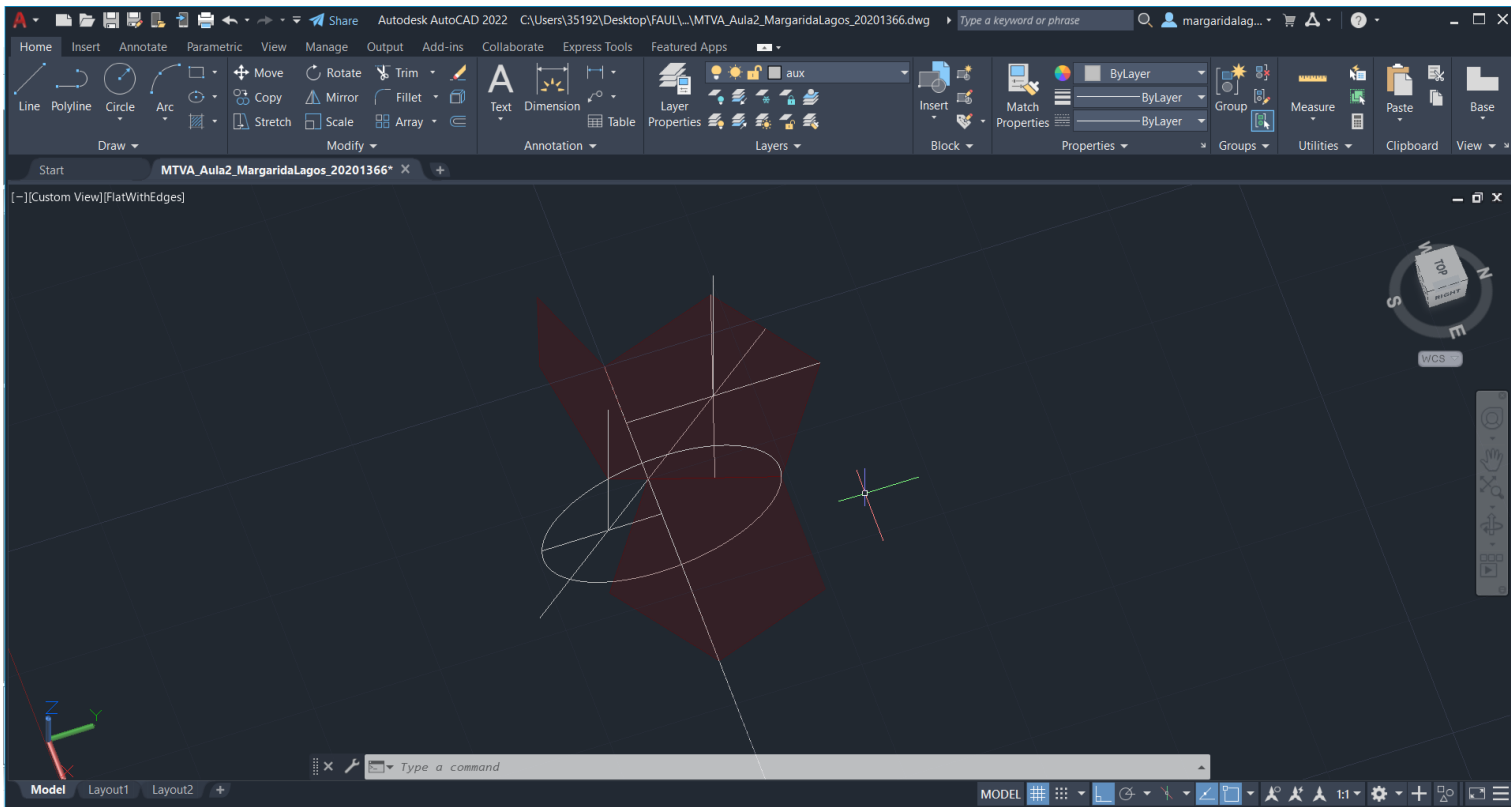 Share Autodesk AutoCAD 2022 C:\Users\35192\Desktop\FAUL\...\MTVA_Aula2_MargaridaLagos_20201366.dwg Type a keyword or phrase margaridalag...
Home Insert Annotate Parametric View Manage Output Add-ins Collaborate Express Tools Featured Apps
Line Polyline Circle Arc
Move Rotate Trim
Copy Mirror Fillet
Stretch Scale Array
Text Dimension Table
Layer Properties
aux
Insert
Match Properties
ByLayer
ByLayer
ByLayer
Group Measure Paste Base
Draw Modify Annotation Layers Block Properties Groups Utilities Clipboard View
Start MTVA_Aula2_MargaridaLagos_20201366*
[−][Custom View][FlatWithEdges]
W N
TOP
RIGHT
S E
WCS
Z
Y
X
Type a command
Model Layout1 Layout2 MODEL 1:1